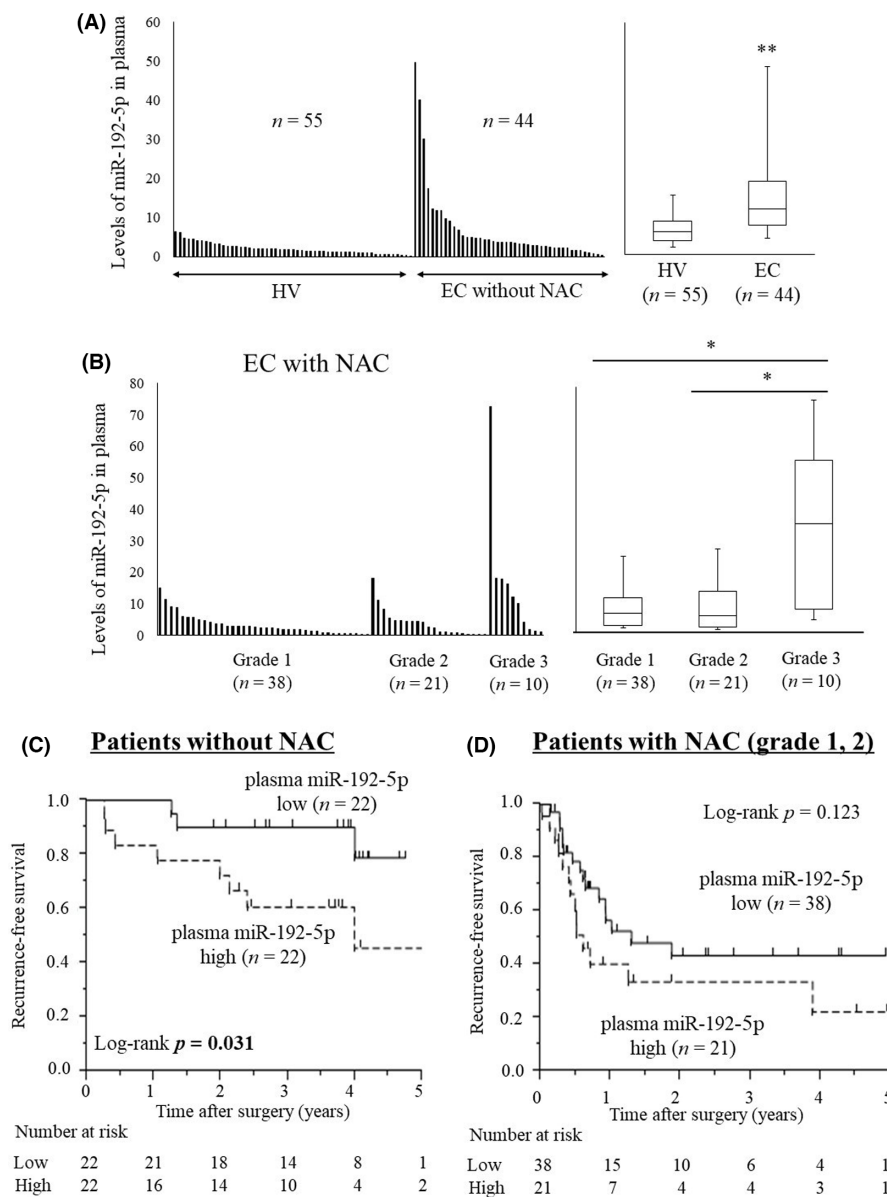 (A)
Levels of miR-192-5p in plasma
60
50
40
30
20
10
0
n = 55
n = 44
HV
EC without NAC
**
HV
(n = 55)
EC
(n = 44)
(B)
EC with NAC
Levels of miR-192-5p in plasma
80
70
60
50
40
30
20
10
0
Grade 1
(n = 38)
Grade 2
(n = 21)
Grade 3
(n = 10)
*
*
Grade 1
(n = 38)
Grade 2
(n = 21)
Grade 3
(n = 10)
(C)
Patients without NAC
Recurrence-free survival
1.0
0.8
0.6
0.4
0.2
0.0
plasma miR-192-5p
low (n = 22)
plasma miR-192-5p
high (n = 22)
Log-rank p = 0.031
0 1 2 3 4 5
Time after surgery (years)
Number at risk
Low 22 21 18 14 8 1
High 22 16 14 10 4 2
(D)
Patients with NAC (grade 1, 2)
Recurrence-free survival
1.0
0.8
0.6
0.4
0.2
0.0
Log-rank p = 0.123
plasma miR-192-5p
low (n = 38)
plasma miR-192-5p
high (n = 21)
0 1 2 3 4 5
Time after surgery (years)
Number at risk
Low 38 15 10 6 4 1
High 21 7 4 4 3 1